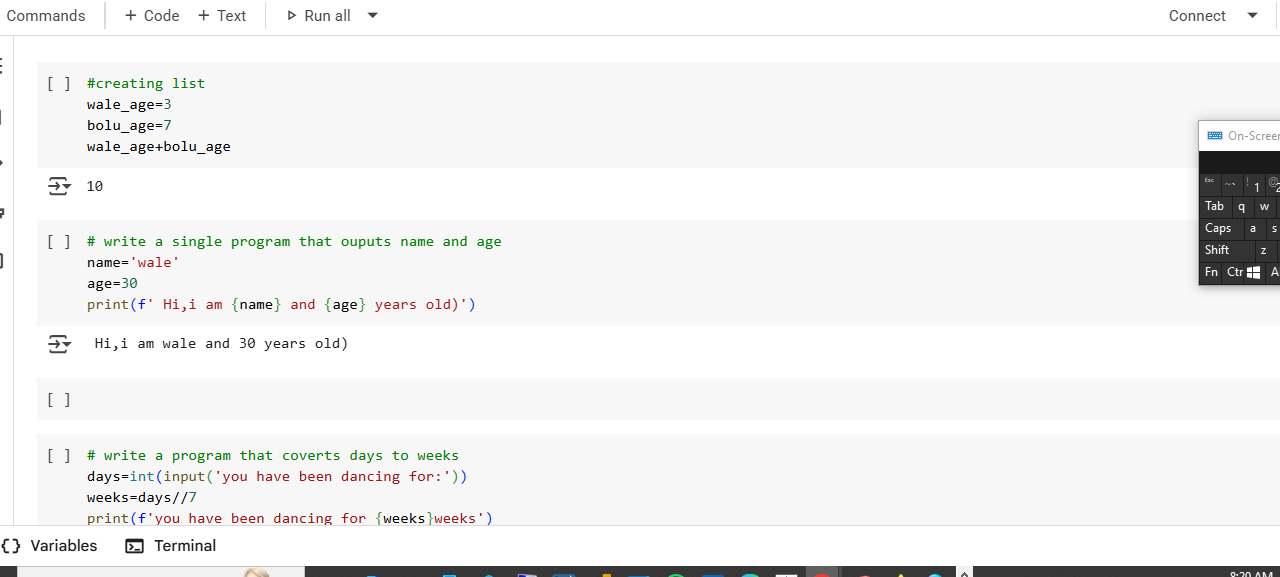 Commands + Code + Text Run all Connect
[ ] #creating list
wale_age=3
bolu_age=7
wale_age+bolu_age
10
[ ] # write a single program that ouputs name and age
name='wale'
age=30
print(f' Hi,i am {name} and {age} years old)')
Hi,i am wale and 30 years old)
[ ]
[ ] # write a program that coverts days to weeks
days=int(input('you have been dancing for:'))
weeks=days//7
print(f'you have been dancing for {weeks}weeks')
{} Variables Terminal
On-Screen
Esc ~ ` ! 1 @ 2
Tab q w
Caps a s
Shift z
Fn Ctr A
8:20 AM